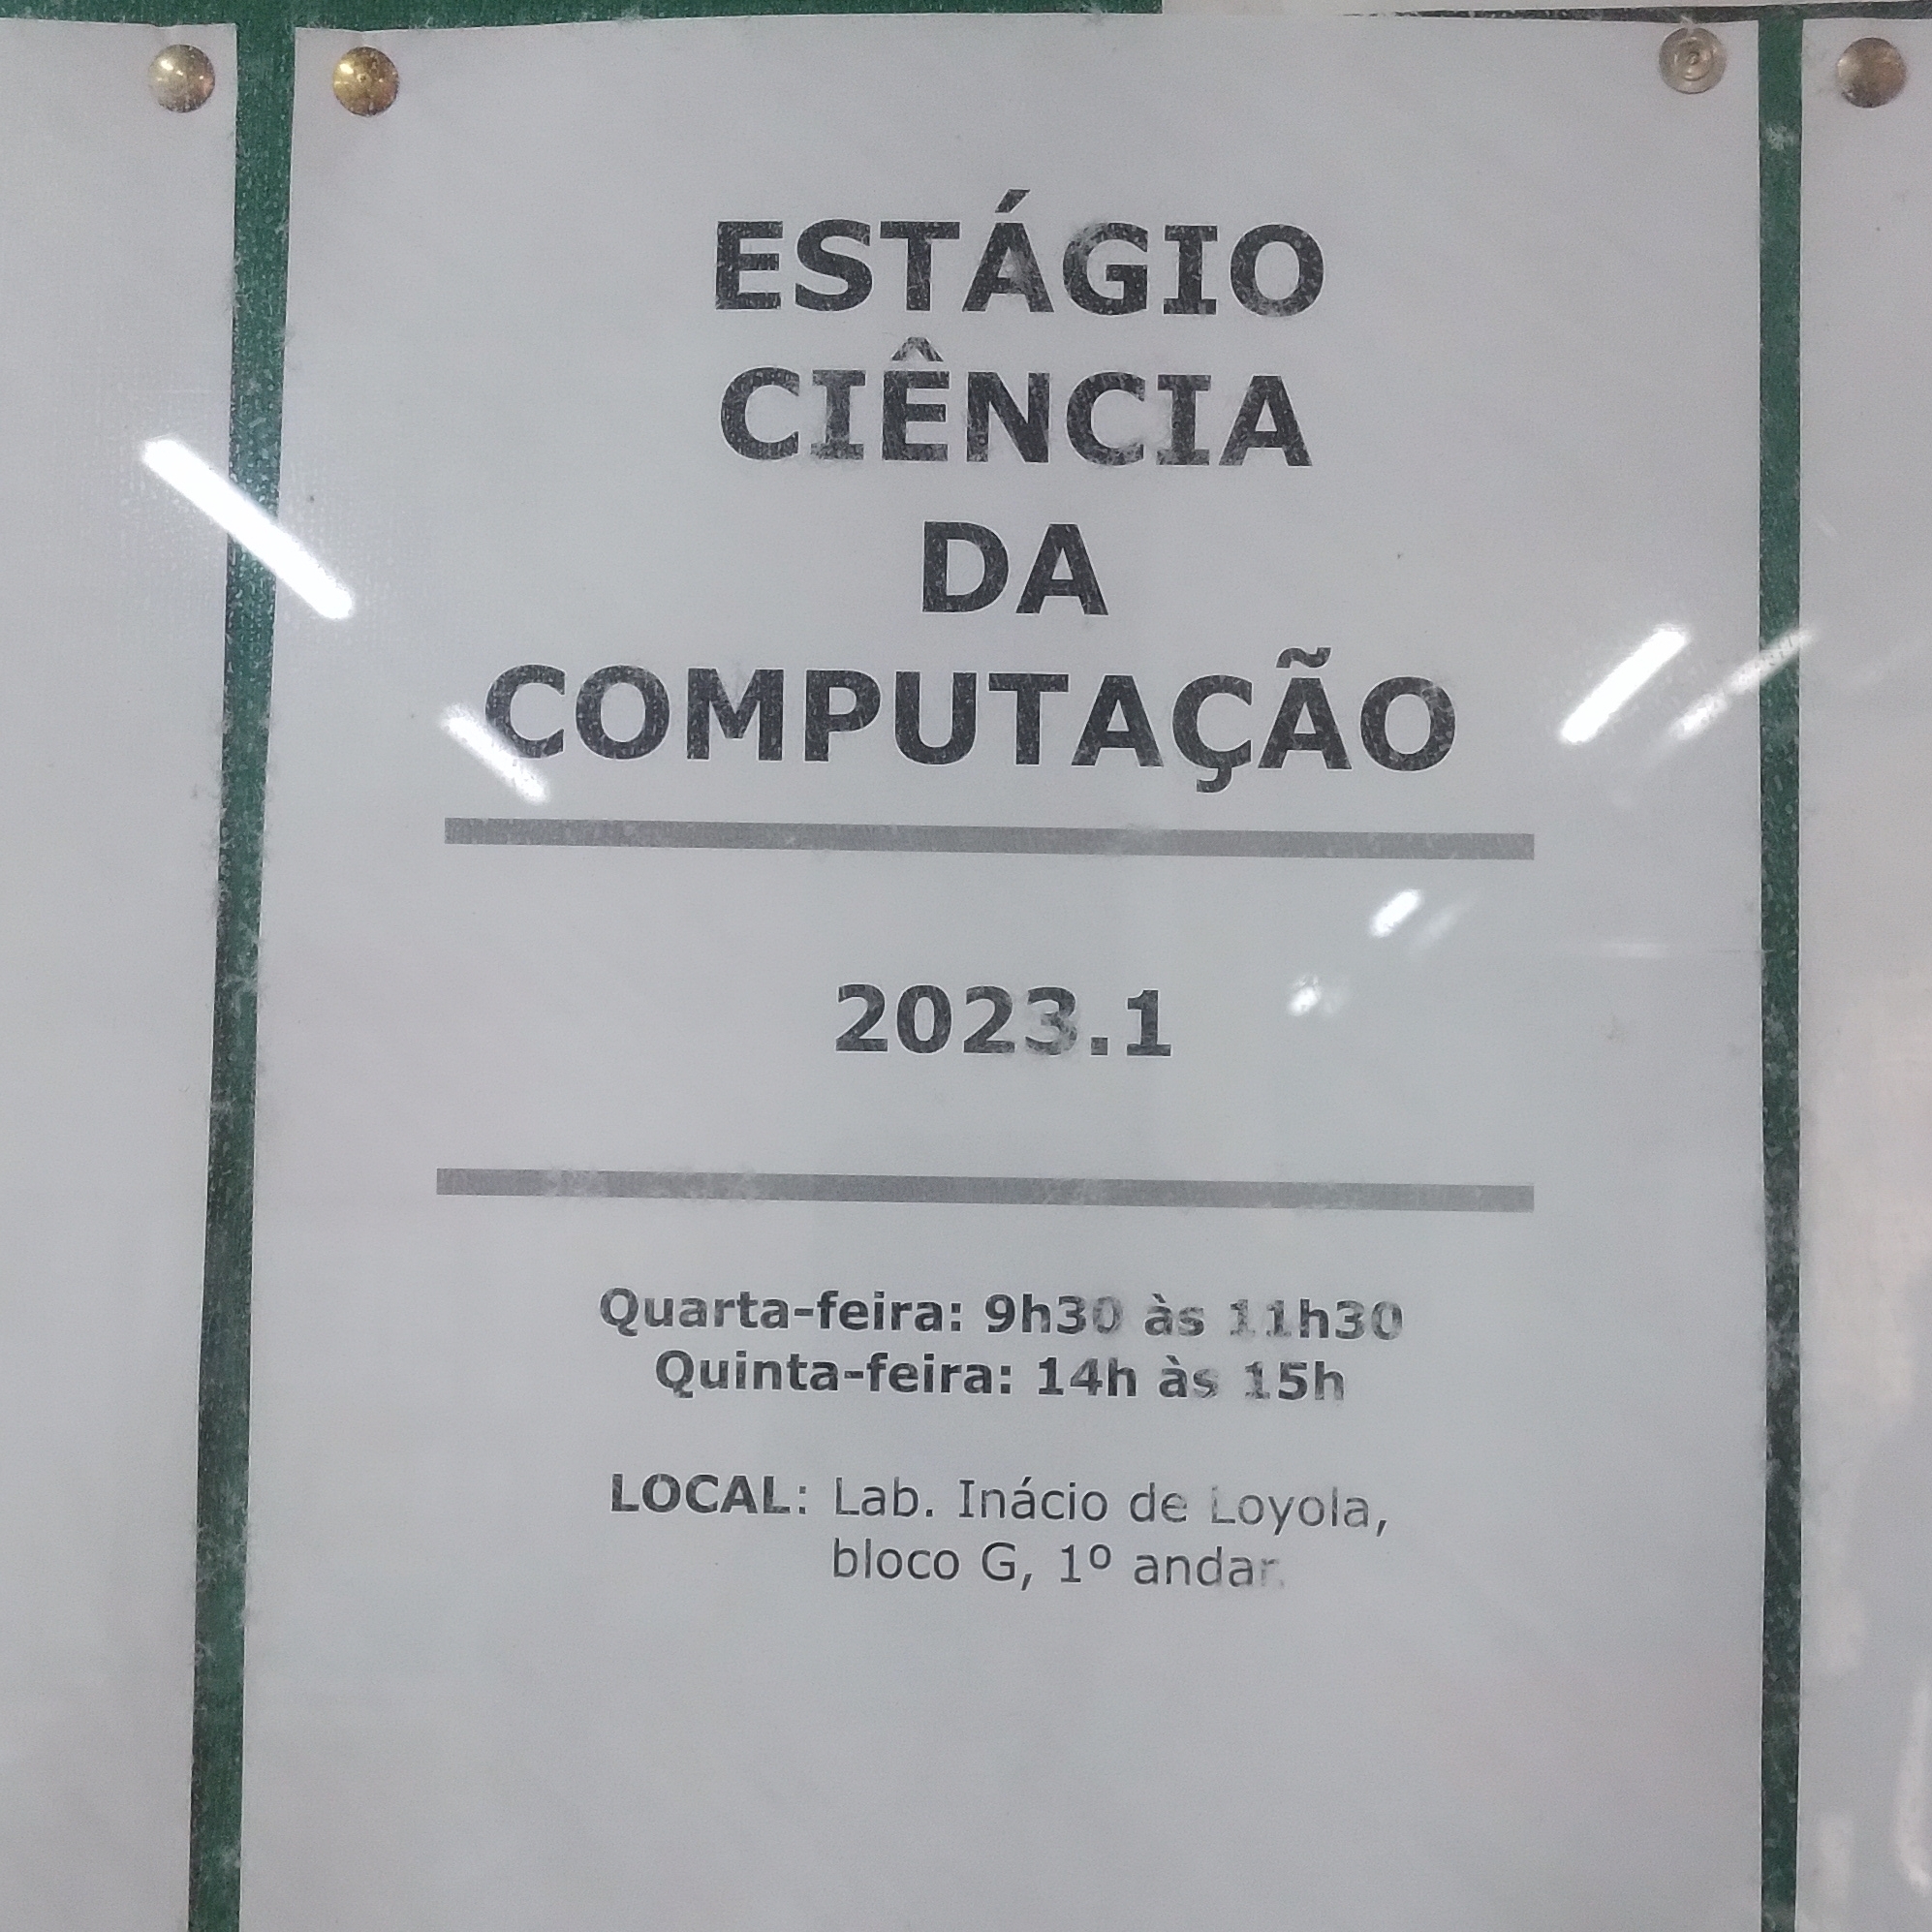 ESTÁGIO
CIÊNCIA
DA
COMPUTAÇÃO
2023.1
Quarta-feira: 9h30 às 11h30
Quinta-feira: 14h às 15h
LOCAL: Lab. Inácio de Loyola,
bloco G, 1º andar.